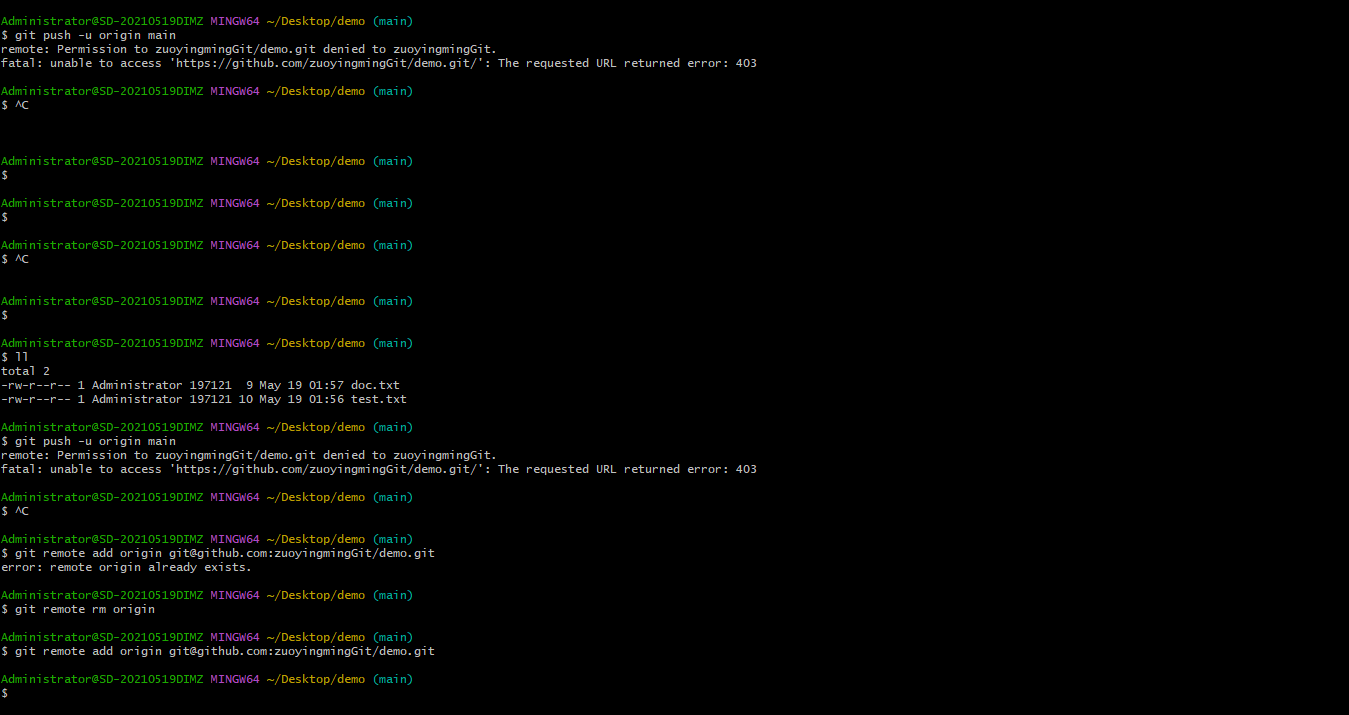 Administrator@SD-20210519DIMZ MINGW64 ~/Desktop/demo (main)
$ git push -u origin main
remote: Permission to zuoyingmingGit/demo.git denied to zuoyingmingGit.
fatal: unable to access 'https://github.com/zuoyingmingGit/demo.git/': The requested URL returned error: 403
Administrator@SD-20210519DIMZ MINGW64 ~/Desktop/demo (main)
$ ^C
Administrator@SD-20210519DIMZ MINGW64 ~/Desktop/demo (main)
$
Administrator@SD-20210519DIMZ MINGW64 ~/Desktop/demo (main)
$
Administrator@SD-20210519DIMZ MINGW64 ~/Desktop/demo (main)
$ ^C
Administrator@SD-20210519DIMZ MINGW64 ~/Desktop/demo (main)
$
Administrator@SD-20210519DIMZ MINGW64 ~/Desktop/demo (main)
$ ll
total 2
-rw-r--r-- 1 Administrator 197121  9 May 19 01:57 doc.txt
-rw-r--r-- 1 Administrator 197121 10 May 19 01:56 test.txt
Administrator@SD-20210519DIMZ MINGW64 ~/Desktop/demo (main)
$ git push -u origin main
remote: Permission to zuoyingmingGit/demo.git denied to zuoyingmingGit.
fatal: unable to access 'https://github.com/zuoyingmingGit/demo.git/': The requested URL returned error: 403
Administrator@SD-20210519DIMZ MINGW64 ~/Desktop/demo (main)
$ ^C
Administrator@SD-20210519DIMZ MINGW64 ~/Desktop/demo (main)
$ git remote add origin git@github.com:zuoyingmingGit/demo.git
error: remote origin already exists.
Administrator@SD-20210519DIMZ MINGW64 ~/Desktop/demo (main)
$ git remote rm origin
Administrator@SD-20210519DIMZ MINGW64 ~/Desktop/demo (main)
$ git remote add origin git@github.com:zuoyingmingGit/demo.git
Administrator@SD-20210519DIMZ MINGW64 ~/Desktop/demo (main)
$